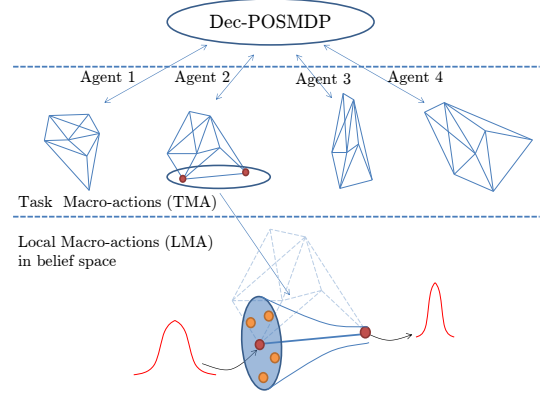 Dec-POSMDP
Agent 1
Agent 2
Agent 3
Agent 4
Task Macro-actions (TMA)
Local Macro-actions (LMA)
in belief space